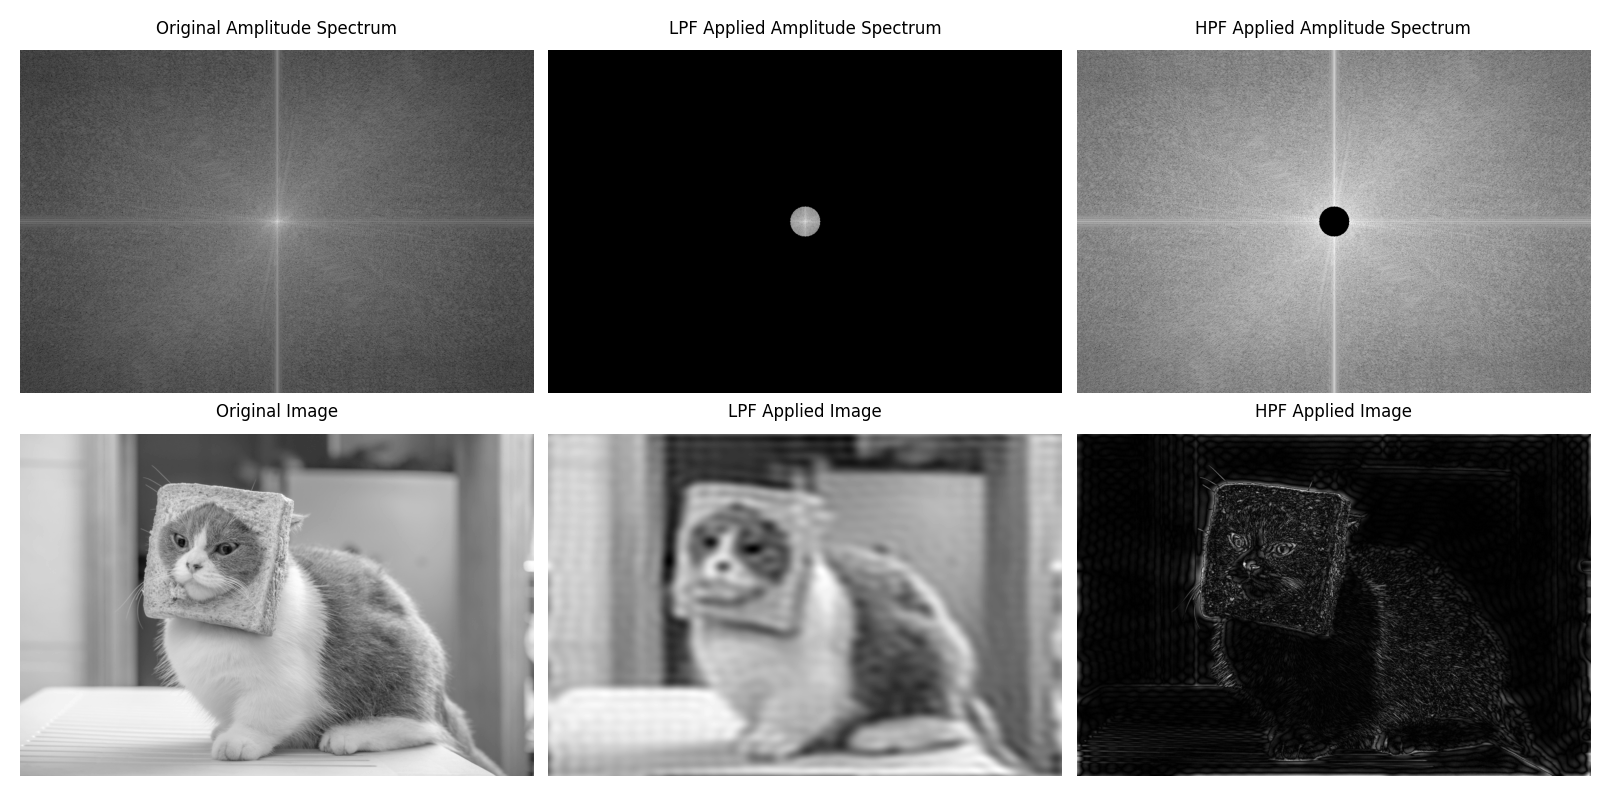 Original Amplitude Spectrum
LPF Applied Amplitude Spectrum
HPF Applied Amplitude Spectrum
Original Image
LPF Applied Image
HPF Applied Image